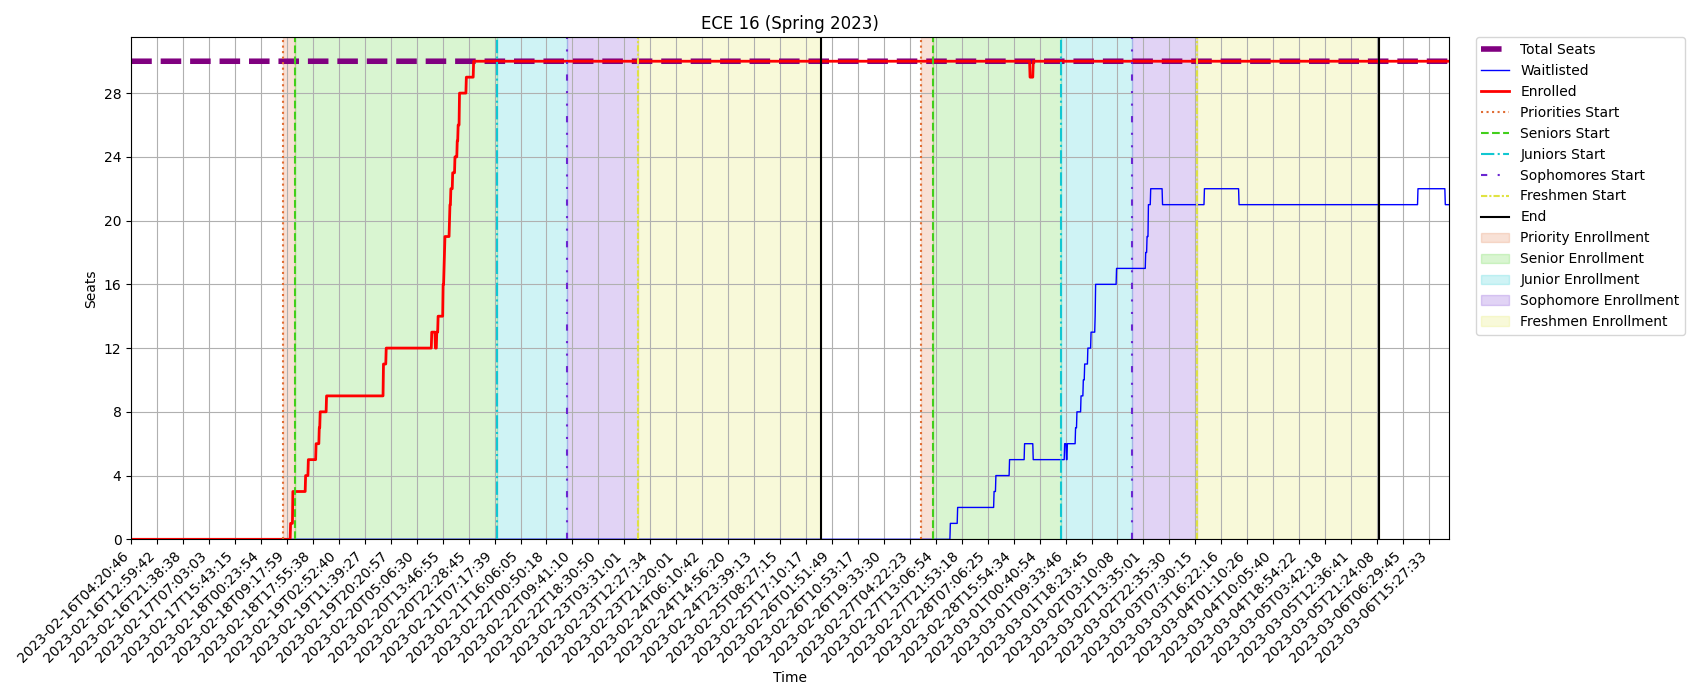 ECE 16 (Spring 2023)
Total Seats
Waitlisted
Enrolled
Priorities Start
Seniors Start
Juniors Start
Sophomores Start
Freshmen Start
End
Priority Enrollment
Senior Enrollment
Junior Enrollment
Sophomore Enrollment
Freshmen Enrollment
Seats
28
24
20
16
12
8
4
0
2023-02-16T04:20:46
2023-02-16T12:59:42
2023-02-16T21:38:38
2023-02-17T07:03:03
2023-02-17T15:43:15
2023-02-18T00:23:54
2023-02-18T09:17:59
2023-02-18T17:55:38
2023-02-19T02:52:40
2023-02-19T11:39:27
2023-02-19T20:20:57
2023-02-20T05:06:30
2023-02-20T13:46:55
2023-02-20T22:28:45
2023-02-21T07:17:39
2023-02-21T16:06:05
2023-02-22T00:50:18
2023-02-22T09:41:10
2023-02-22T18:30:50
2023-02-23T03:31:01
2023-02-23T12:27:34
2023-02-23T21:20:01
2023-02-24T06:10:42
2023-02-24T14:56:20
2023-02-24T23:39:13
2023-02-25T08:27:15
2023-02-25T17:10:17
2023-02-26T01:51:49
2023-02-26T10:53:17
2023-02-26T19:33:30
2023-02-27T04:22:23
2023-02-27T13:06:54
2023-02-27T21:53:18
2023-02-28T07:06:25
2023-02-28T15:54:34
2023-03-01T00:40:54
2023-03-01T09:33:46
2023-03-01T18:23:45
2023-03-02T03:10:08
2023-03-02T13:35:01
2023-03-02T22:35:30
2023-03-03T07:30:15
2023-03-03T16:22:16
2023-03-04T01:10:26
2023-03-04T10:05:40
2023-03-04T18:54:22
2023-03-05T03:42:18
2023-03-05T12:36:41
2023-03-05T21:24:08
2023-03-06T06:29:45
2023-03-06T15:27:33
Time